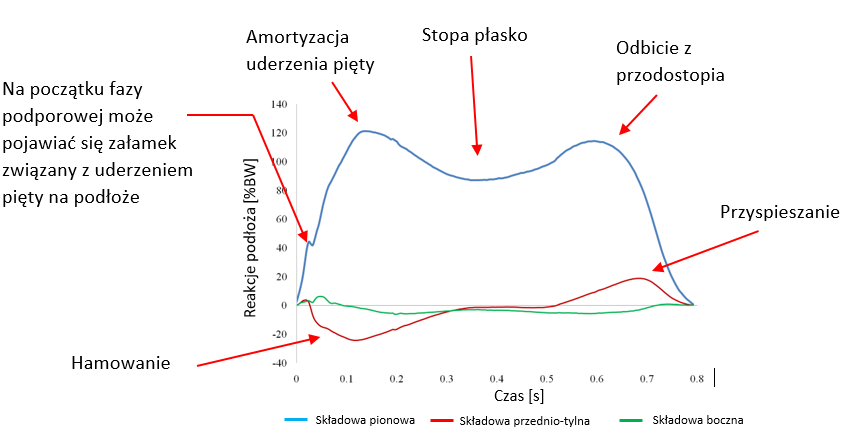 Amortyzacja
uderzenia pięty
Stopa płasko
Odbicie z
przodostopia
Na początku fazy
podporowej może
pojawiać się załamek
związany z uderzeniem
pięty na podłoże
Przyspieszanie
Hamowanie
Reakcje podłoża [%BW]
140
120
100
80
60
40
20
0
-20
-40
0
0.1
0.2
0.3
0.4
0.5
0.6
0.7
0.8
Czas [s]
Składowa pionowa
Składowa przednio-tylna
Składowa boczna